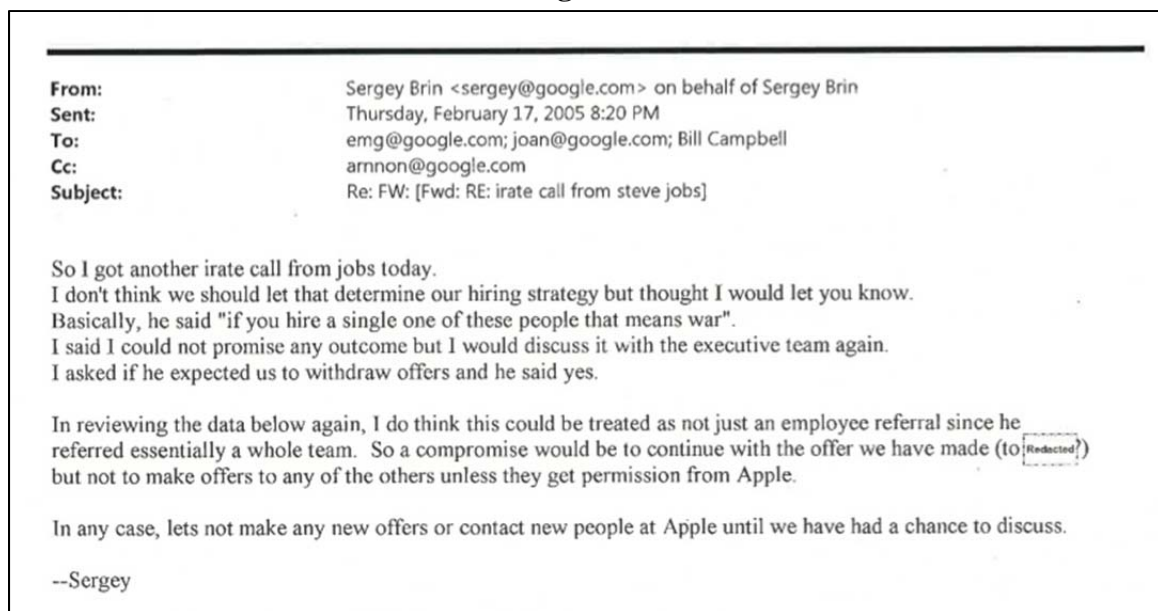 From: Sergey Brin <sergey@google.com> on behalf of Sergey Brin
Sent: Thursday, February 17, 2005 8:20 PM
To: emg@google.com; joan@google.com; Bill Campbell
Cc: arnnon@google.com
Subject: Re: FW: [Fwd: RE: irate call from steve jobs]
So I got another irate call from jobs today.
I don't think we should let that determine our hiring strategy but thought I would let you know.
Basically, he said "if you hire a single one of these people that means war".
I said I could not promise any outcome but I would discuss it with the executive team again.
I asked if he expected us to withdraw offers and he said yes.
In reviewing the data below again, I do think this could be treated as not just an employee referral since he
referred essentially a whole team. So a compromise would be to continue with the offer we have made (to Redacted?)
but not to make offers to any of the others unless they get permission from Apple.
In any case, lets not make any new offers or contact new people at Apple until we have had a chance to discuss.
--Sergey